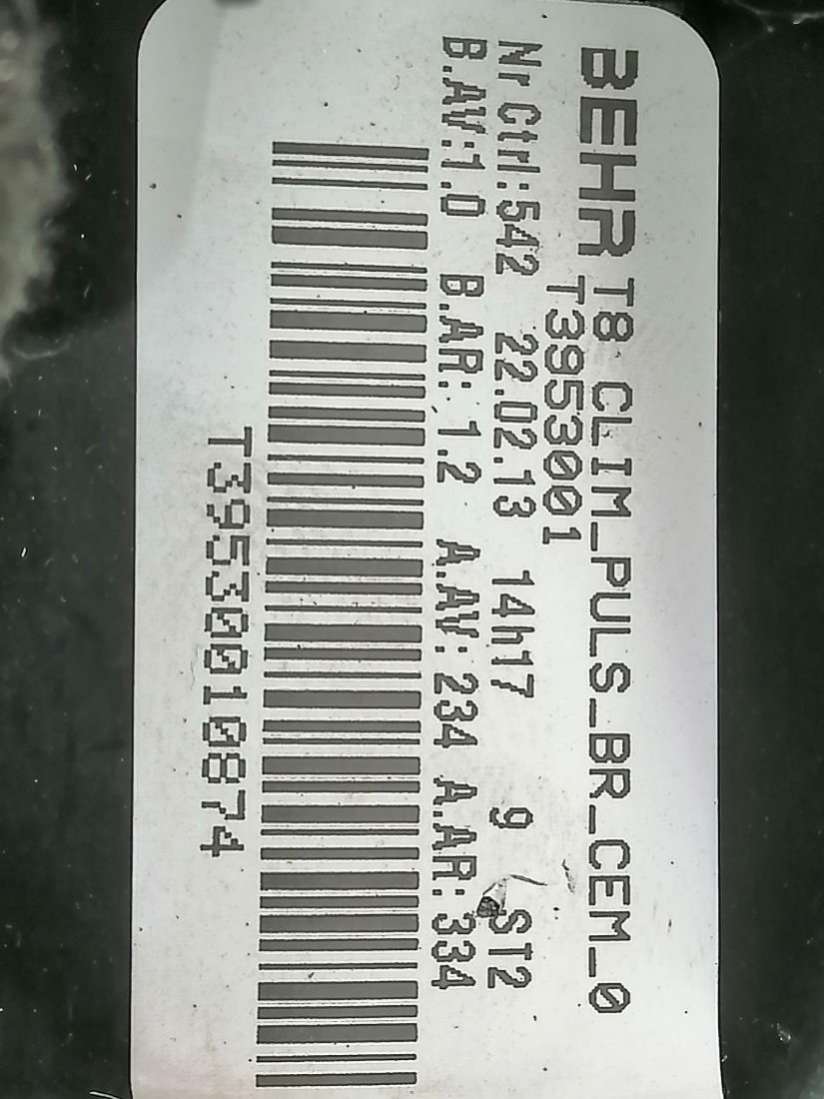 BEHR T8 CLIM_PULS_BR_CEM_0
T3953001
Nr Ctrl:542 22.02.13 14h17 9 ST2
B.AV:1.0 B.AR: 1.2 A.AV: 234 A.AR: 334
T39530010874